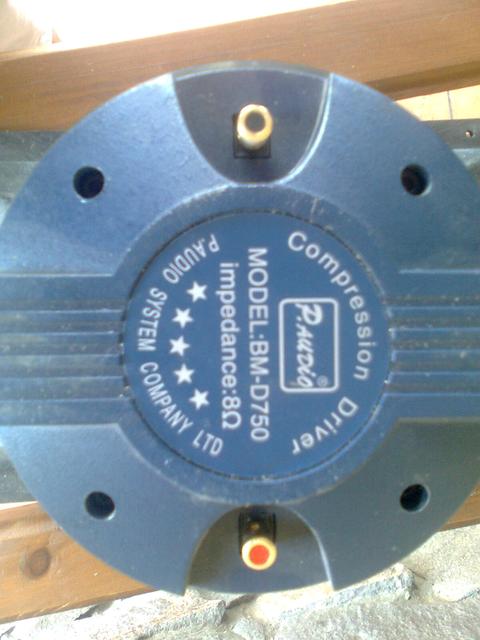 Compression Driver
P.AUDIO®
MODEL:BM-D750
impedance:8Ω
P.AUDIO SYSTEM COMPANY LTD